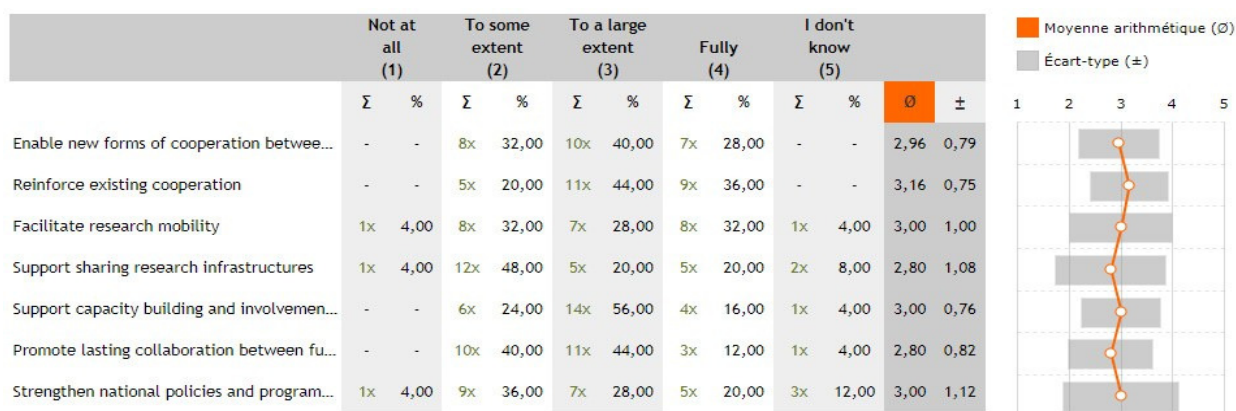 Not at all (1) To some extent (2) To a large extent (3) Fully (4) I don't know (5)
Moyenne arithmétique (Ø)
Écart-type (±)
Σ % Σ % Σ % Σ % Σ % Ø ± 1 2 3 4 5
Enable new forms of cooperation betwee... - - 8x 32,00 10x 40,00 7x 28,00 - - 2,96 0,79
Reinforce existing cooperation - - 5x 20,00 11x 44,00 9x 36,00 - - 3,16 0,75
Facilitate research mobility 1x 4,00 8x 32,00 7x 28,00 8x 32,00 1x 4,00 3,00 1,00
Support sharing research infrastructures 1x 4,00 12x 48,00 5x 20,00 5x 20,00 2x 8,00 2,80 1,08
Support capacity building and involvemen... - - 6x 24,00 14x 56,00 4x 16,00 1x 4,00 3,00 0,76
Promote lasting collaboration between fu... - - 10x 40,00 11x 44,00 3x 12,00 1x 4,00 2,80 0,82
Strengthen national policies and program... 1x 4,00 9x 36,00 7x 28,00 5x 20,00 3x 12,00 3,00 1,12